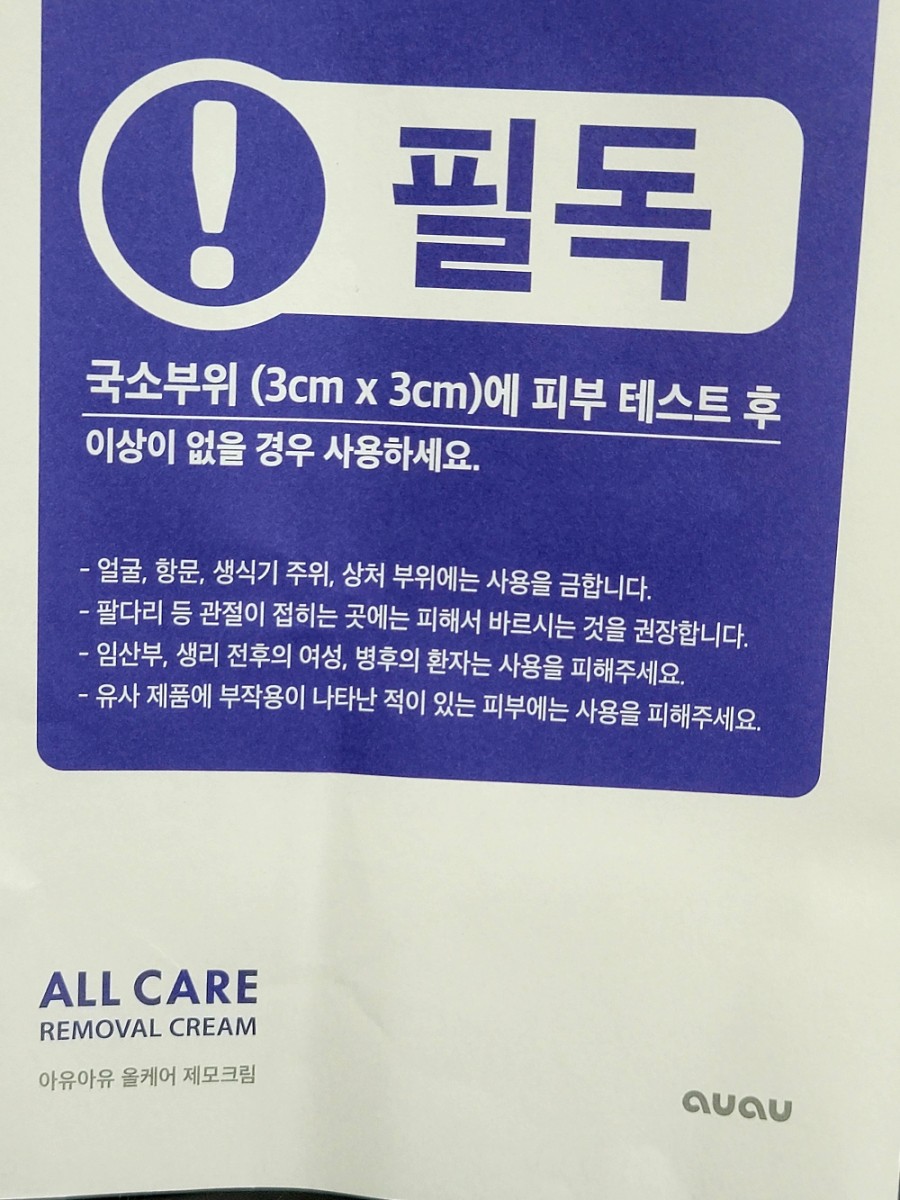 필독
국소부위 (3cm x 3cm)에 피부 테스트 후
이상이 없을 경우 사용하세요.
- 얼굴, 항문, 생식기 주위, 상처 부위에는 사용을 금합니다.
- 팔다리 등 관절이 접히는 곳에는 피해서 바르시는 것을 권장합니다.
- 임산부, 생리 전후의 여성, 병후의 환자는 사용을 피해주세요.
- 유사 제품에 부작용이 나타난 적이 있는 피부에는 사용을 피해주세요.
ALL CARE
REMOVAL CREAM
아유아유 올케어 제모크림
auau